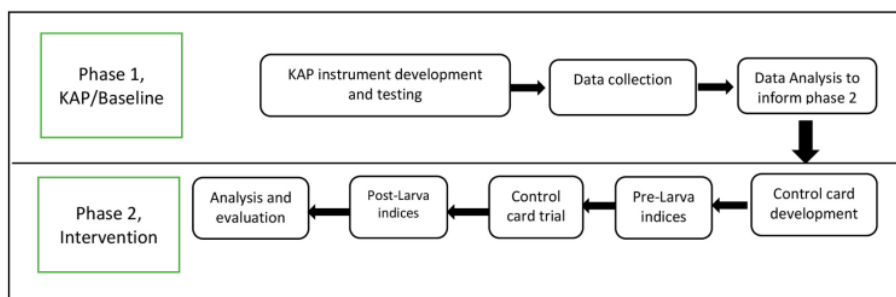 Phase 1,
KAP/Baseline
KAP instrument development
and testing
Data collection
Data Analysis to
inform phase 2
Phase 2,
Intervention
Analysis and
evaluation
Post-Larva
indices
Control
card trial
Pre-Larva
indices
Control card
development